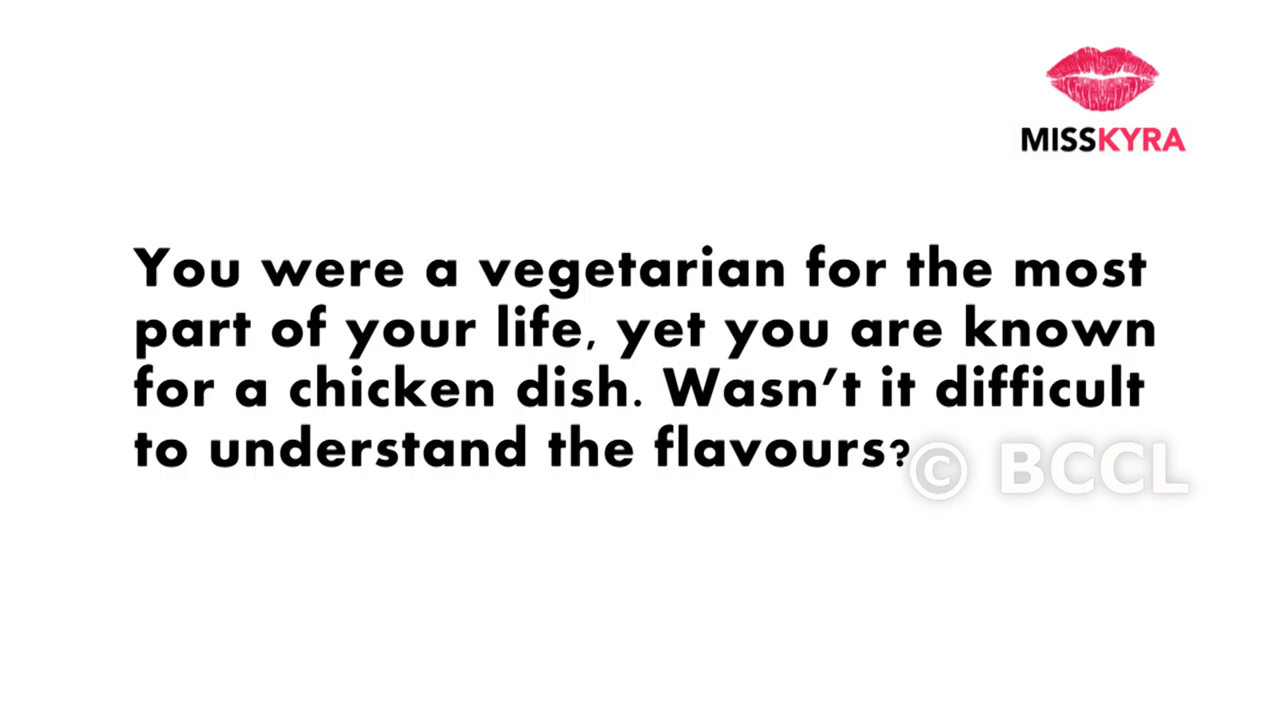 MISSKYRA
You were a vegetarian for the most
part of your life, yet you are known
for a chicken dish. Wasn’t it difficult
to understand the flavours?
© BCCL